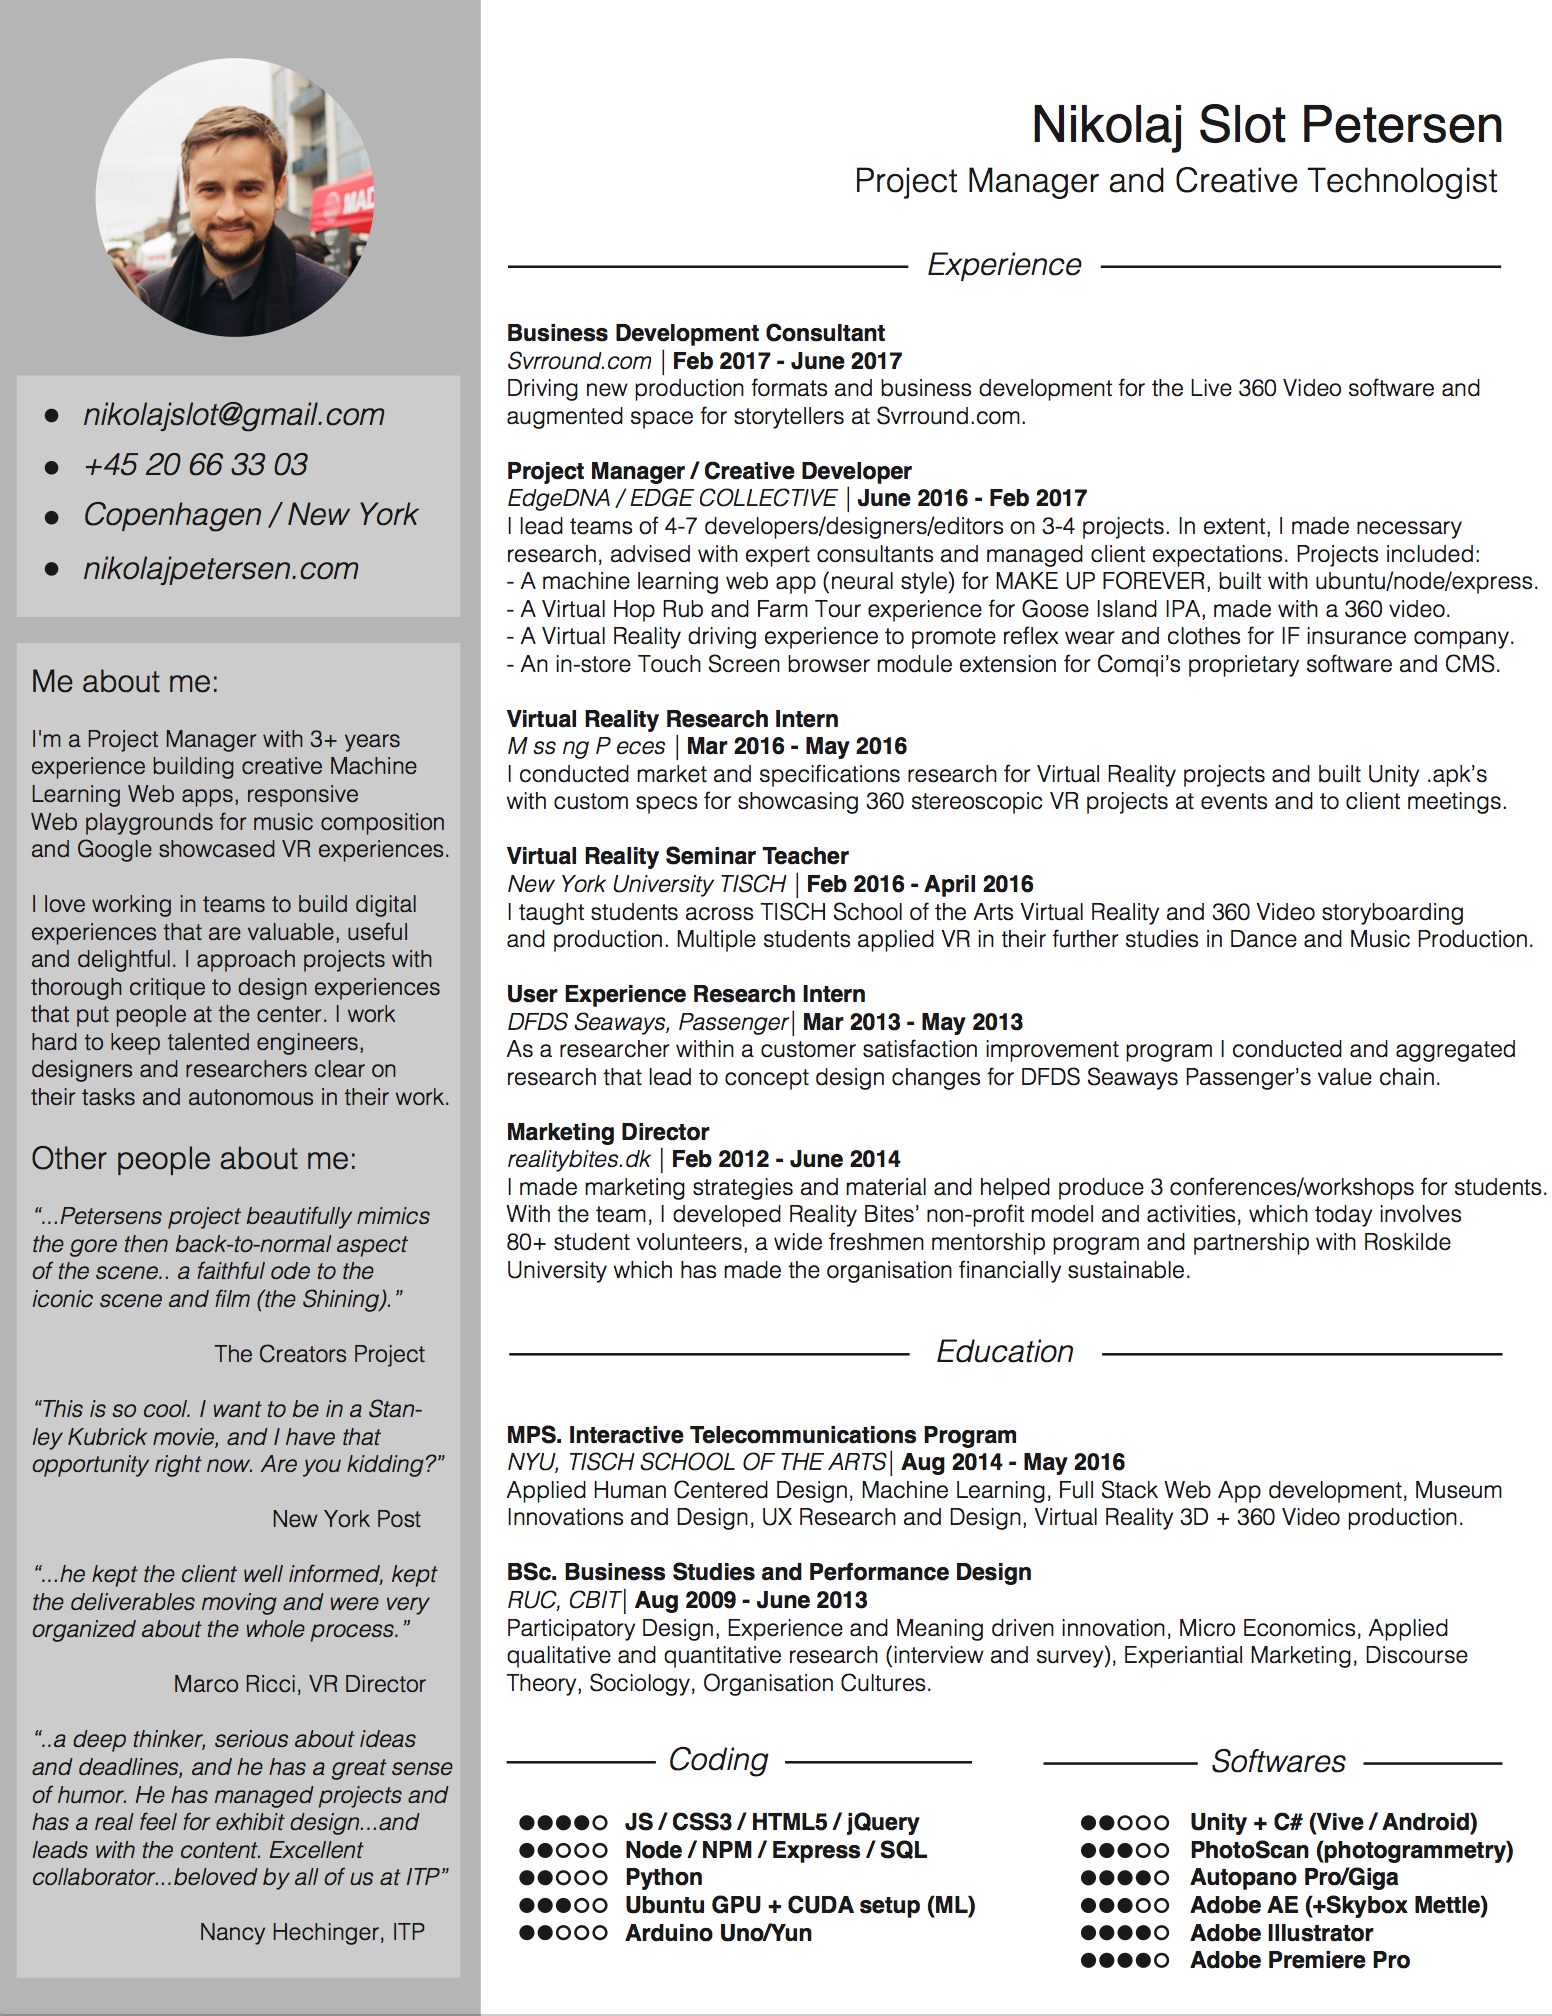 nikolajslot@gmail.com
+45 20 66 33 03
Copenhagen / New York
nikolajpetersen.com
Me about me:
I'm a Project Manager with 3+ years
experience building creative Machine
Learning Web apps, responsive
Web playgrounds for music composition
and Google showcased VR experiences.
I love working in teams to build digital
experiences that are valuable, useful
and delightful. I approach projects with
thorough critique to design experiences
that put people at the center. I work
hard to keep talented engineers,
designers and researchers clear on
their tasks and autonomous in their work.
Other people about me:
“...Petersens project beautifully mimics
the gore then back-to-normal aspect
of the scene.. a faithful ode to the
iconic scene and film (the Shining).”
The Creators Project
“This is so cool. I want to be in a Stan-
ley Kubrick movie, and I have that
opportunity right now. Are you kidding?”
New York Post
“...he kept the client well informed, kept
the deliverables moving and were very
organized about the whole process.”
Marco Ricci, VR Director
“..a deep thinker, serious about ideas
and deadlines, and he has a great sense
of humor. He has managed projects and
has a real feel for exhibit design...and
leads with the content. Excellent
collaborator...beloved by all of us at ITP”
Nancy Hechinger, ITP
Nikolaj Slot Petersen
Project Manager and Creative Technologist
Experience
Business Development Consultant
Svrround.com | Feb 2017 - June 2017
Driving new production formats and business development for the Live 360 Video software and
augmented space for storytellers at Svrround.com.
Project Manager / Creative Developer
EdgeDNA / EDGE COLLECTIVE | June 2016 - Feb 2017
I lead teams of 4-7 developers/designers/editors on 3-4 projects. In extent, I made necessary
research, advised with expert consultants and managed client expectations. Projects included:
- A machine learning web app (neural style) for MAKE UP FOREVER, built with ubuntu/node/express.
- A Virtual Hop Rub and Farm Tour experience for Goose Island IPA, made with a 360 video.
- A Virtual Reality driving experience to promote reflex wear and clothes for IF insurance company.
- An in-store Touch Screen browser module extension for Comqi’s proprietary software and CMS.
Virtual Reality Research Intern
M ss ng P eces | Mar 2016 - May 2016
I conducted market and specifications research for Virtual Reality projects and built Unity .apk’s
with custom specs for showcasing 360 stereoscopic VR projects at events and to client meetings.
Virtual Reality Seminar Teacher
New York University TISCH | Feb 2016 - April 2016
I taught students across TISCH School of the Arts Virtual Reality and 360 Video storyboarding
and production. Multiple students applied VR in their further studies in Dance and Music Production.
User Experience Research Intern
DFDS Seaways, Passenger| Mar 2013 - May 2013
As a researcher within a customer satisfaction improvement program I conducted and aggregated
research that lead to concept design changes for DFDS Seaways Passenger’s value chain.
Marketing Director
realitybites.dk | Feb 2012 - June 2014
I made marketing strategies and material and helped produce 3 conferences/workshops for students.
With the team, I developed Reality Bites’ non-profit model and activities, which today involves
80+ student volunteers, a wide freshmen mentorship program and partnership with Roskilde
University which has made the organisation financially sustainable.
Education
MPS. Interactive Telecommunications Program
NYU, TISCH SCHOOL OF THE ARTS| Aug 2014 - May 2016
Applied Human Centered Design, Machine Learning, Full Stack Web App development, Museum
Innovations and Design, UX Research and Design, Virtual Reality 3D + 360 Video production.
BSc. Business Studies and Performance Design
RUC, CBIT| Aug 2009 - June 2013
Participatory Design, Experience and Meaning driven innovation, Micro Economics, Applied
qualitative and quantitative research (interview and survey), Experiantial Marketing, Discourse
Theory, Sociology, Organisation Cultures.
Coding
JS / CSS3 / HTML5 / jQuery
Node / NPM / Express / SQL
Python
Ubuntu GPU + CUDA setup (ML)
Arduino Uno/Yun
Softwares
Unity + C# (Vive / Android)
PhotoScan (photogrammetry)
Autopano Pro/Giga
Adobe AE (+Skybox Mettle)
Adobe Illustrator
Adobe Premiere Pro
MAD